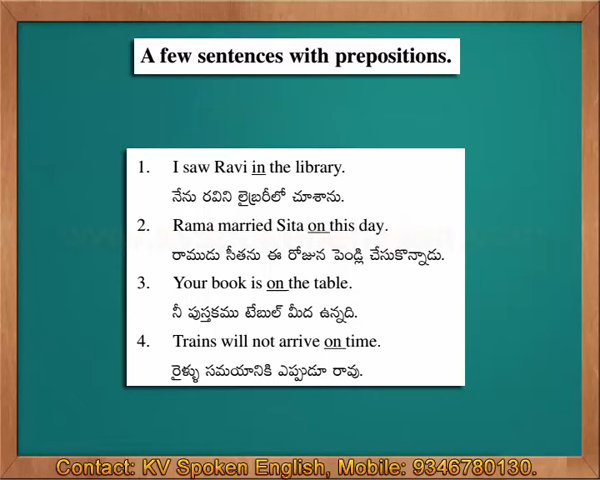 A few sentences with prepositions.
1. I saw Ravi in the library.
నేను రవిని లైబ్రరీలో చూశాను.
2. Rama married Sita on this day.
రాముడు సీతను ఈ రోజున పెండ్లి చేసుకొన్నాడు.
3. Your book is on the table.
నీ పుస్తకము టేబుల్ మీద ఉన్నది.
4. Trains will not arrive on time.
రైళ్ళు సమయానికి ఎప్పుడూ రావు.
Contact: KV Spoken English, Mobile: 9346780130.